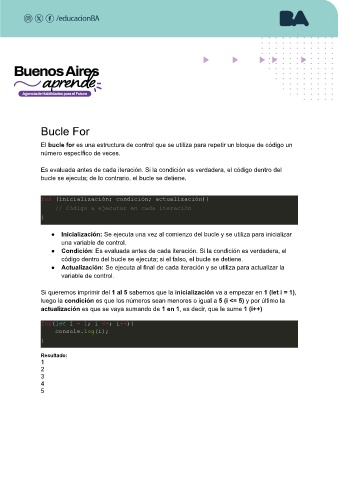 /educacionBA
BA
Buenos Aires
aprende
Agencia de Habilidades para el Futuro
Bucle For
El bucle for es una estructura de control que se utiliza para repetir un bloque de código un
número específico de veces.
Es evaluada antes de cada iteración. Si la condición es verdadera, el código dentro del
bucle se ejecuta; de lo contrario, el bucle se detiene.
for (inicialización; condición; actualización){
// Código a ejecutar en cada iteración
}
● Inicialización: Se ejecuta una vez al comienzo del bucle y se utiliza para inicializar
una variable de control.
● Condición: Es evaluada antes de cada iteración. Si la condición es verdadera, el
código dentro del bucle se ejecuta; si el falso, el bucle se detiene.
● Actualización: Se ejecuta al final de cada iteración y se utiliza para actualizar la
variable de control.
Si queremos imprimir del 1 al 5 sabemos que la inicialización va a empezar en 1 (let i = 1),
luego la condición es que los números sean menores o igual a 5 (i <= 5) y por último la
actualización es que se vaya sumando de 1 en 1, es decir, que le sume 1 (i++)
for(let i = 1; i <=; i++){
console.log(i);
}
Resultado:
1
2
3
4
5